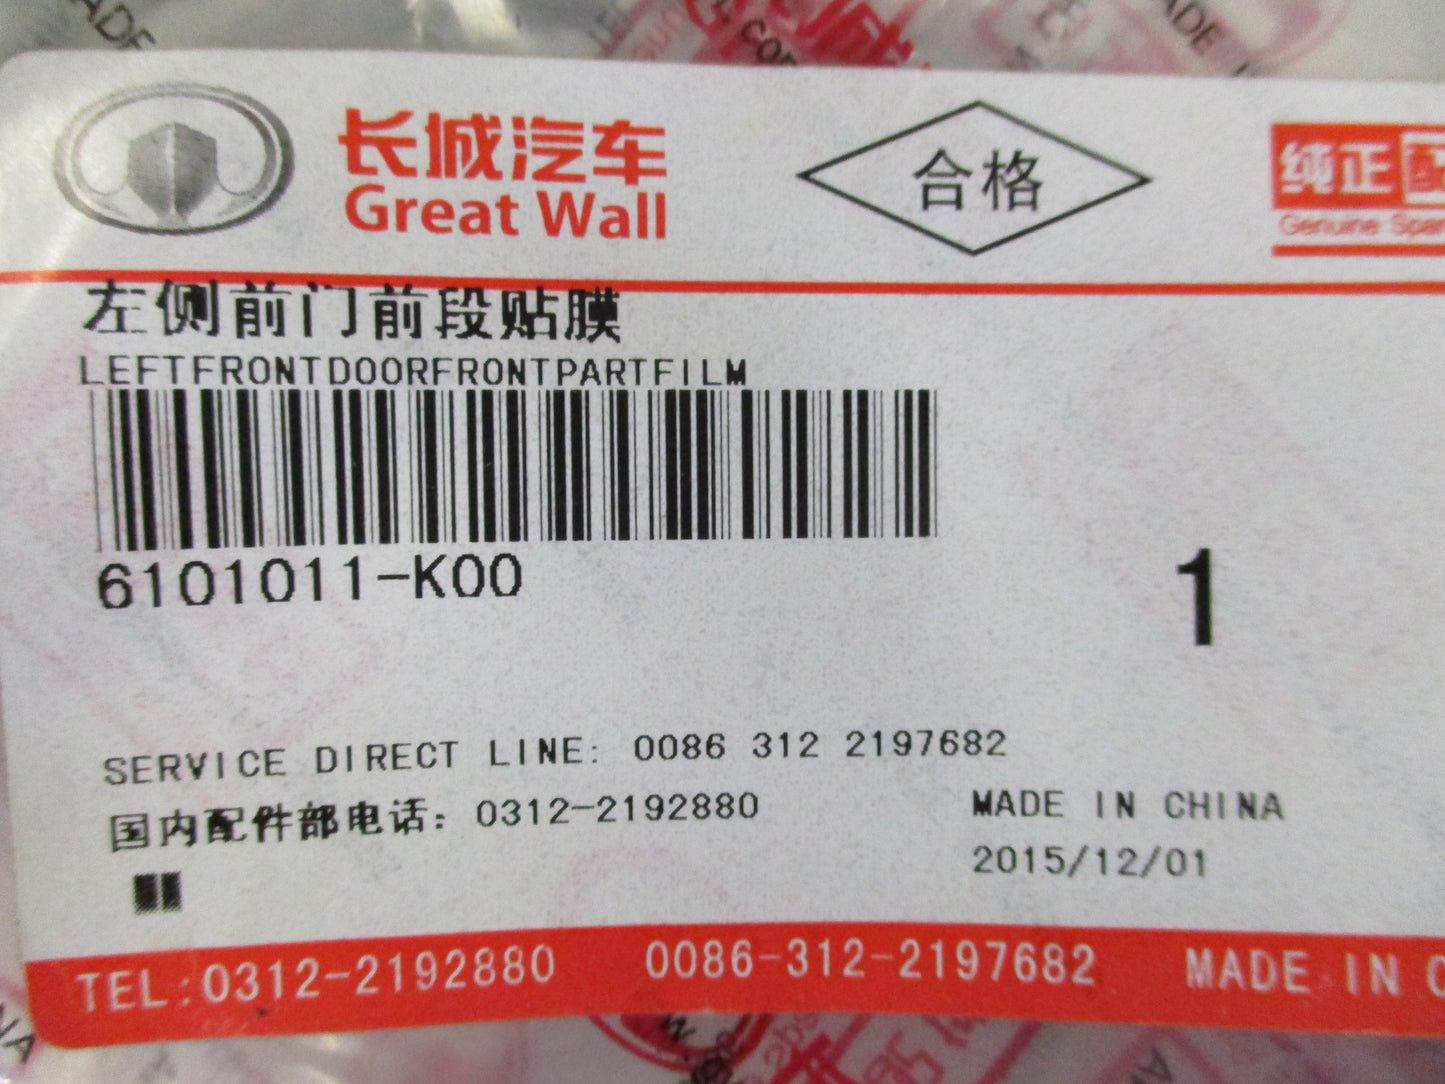 长城汽车
Great Wall
合格
纯正
Genuine
左侧前门前段贴膜
LEFTFRONTDOORFRONTPARTFILM
6101011-K00
1
SERVICE DIRECT LINE: 0086 312 2197682
国内配件部电话: 0312-2192880
MADE IN CHINA
2015/12/01
TEL:0312-2192880 0086-312-2197682 MADE IN